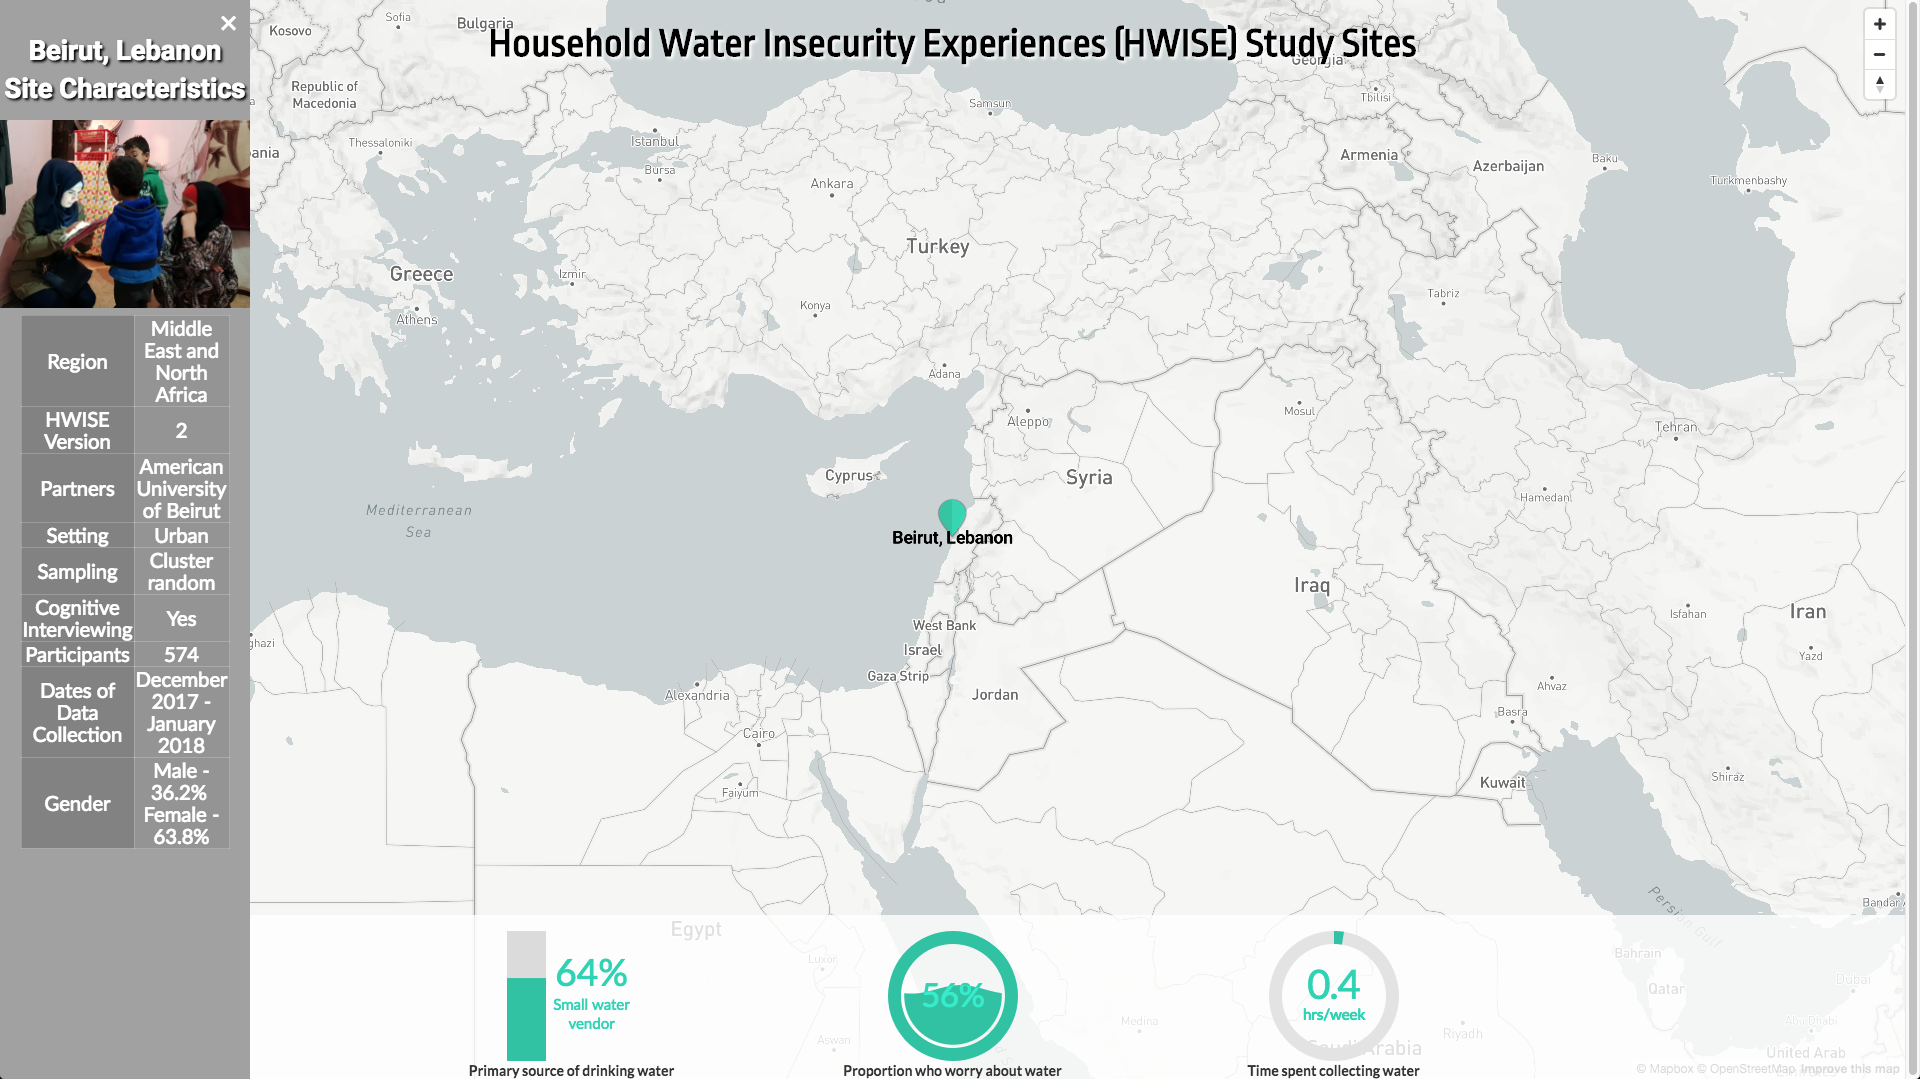 ×
Beirut, Lebanon
Site Characteristics
Region
Middle
East and
North
Africa
HWISE
Version
2
Partners
American
University
of Beirut
Setting
Urban
Sampling
Cluster
random
Cognitive
Interviewing
Yes
Participants
574
Dates of
Data
Collection
December
2017 -
January
2018
Gender
Male -
36.2%
Female -
63.8%
Household Water Insecurity Experiences (HWISE) Study Sites
Kosovo
Sofia
Bulgaria
Republic of
Macedonia
Thessaloniki
Istanbul
Bursa
Samsun
Georgia
Tbilisi
Armenia
Azerbaijan
Baku
Turkmenbashy
Ankara
Turkey
Greece
Izmir
Athens
Konya
Adana
Tabriz
Aleppo
Mosul
Tehran
Cyprus
Syria
Hamedan
Mediterranean
Sea
Beirut, Lebanon
Iraq
Isfahan
Iran
West Bank
Israel
Gaza Strip
Yazd
Alexandria
Jordan
Ahvaz
Basra
Cairo
Faiyum
Kuwait
Shiraz
Persian Gulf
Bandar
Egypt
Luxor
Bahrain
Qatar
Dubai
Medina
Abu Dhabi
Aswan
Riyadh
Saudi Arabia
United Arab
64%
Small water
vendor
Primary source of drinking water
56%
Proportion who worry about water
0.4
hrs/week
Time spent collecting water
© Mapbox © OpenStreetMap Improve this map